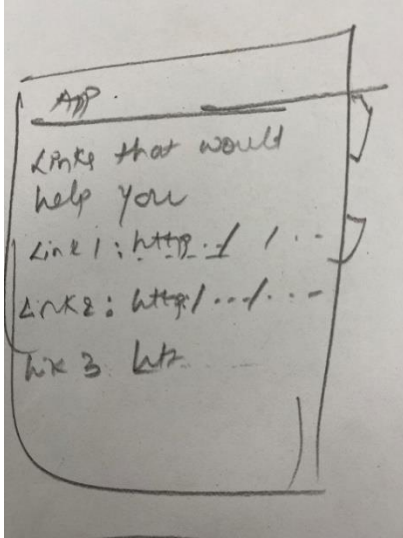 App.
Links that would
help you
Link 1: http./ / ...
Link 2: http:/.../...-
Link 3 htt.....